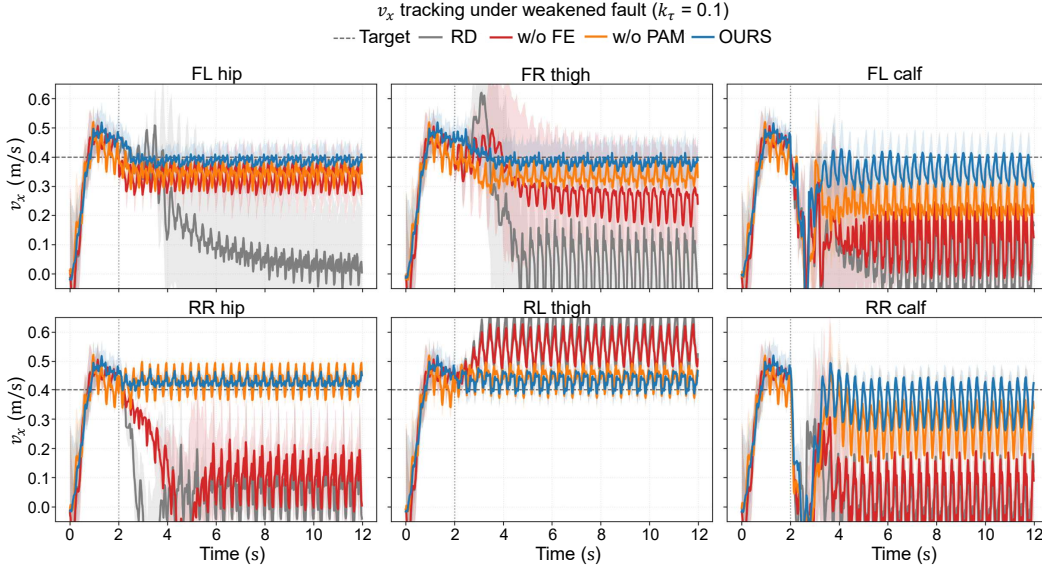 v_x tracking under weakened fault (k_τ = 0.1)
Target RD w/o FE w/o PAM OURS
FL hip FR thigh FL calf
v_x (m/s)
0.6
0.5
0.4
0.3
0.2
0.1
0.0
RR hip RL thigh RR calf
v_x (m/s)
0.6
0.5
0.4
0.3
0.2
0.1
0.0
0 2 4 6 8 10 12 0 2 4 6 8 10 12 0 2 4 6 8 10 12
Time (s) Time (s) Time (s)